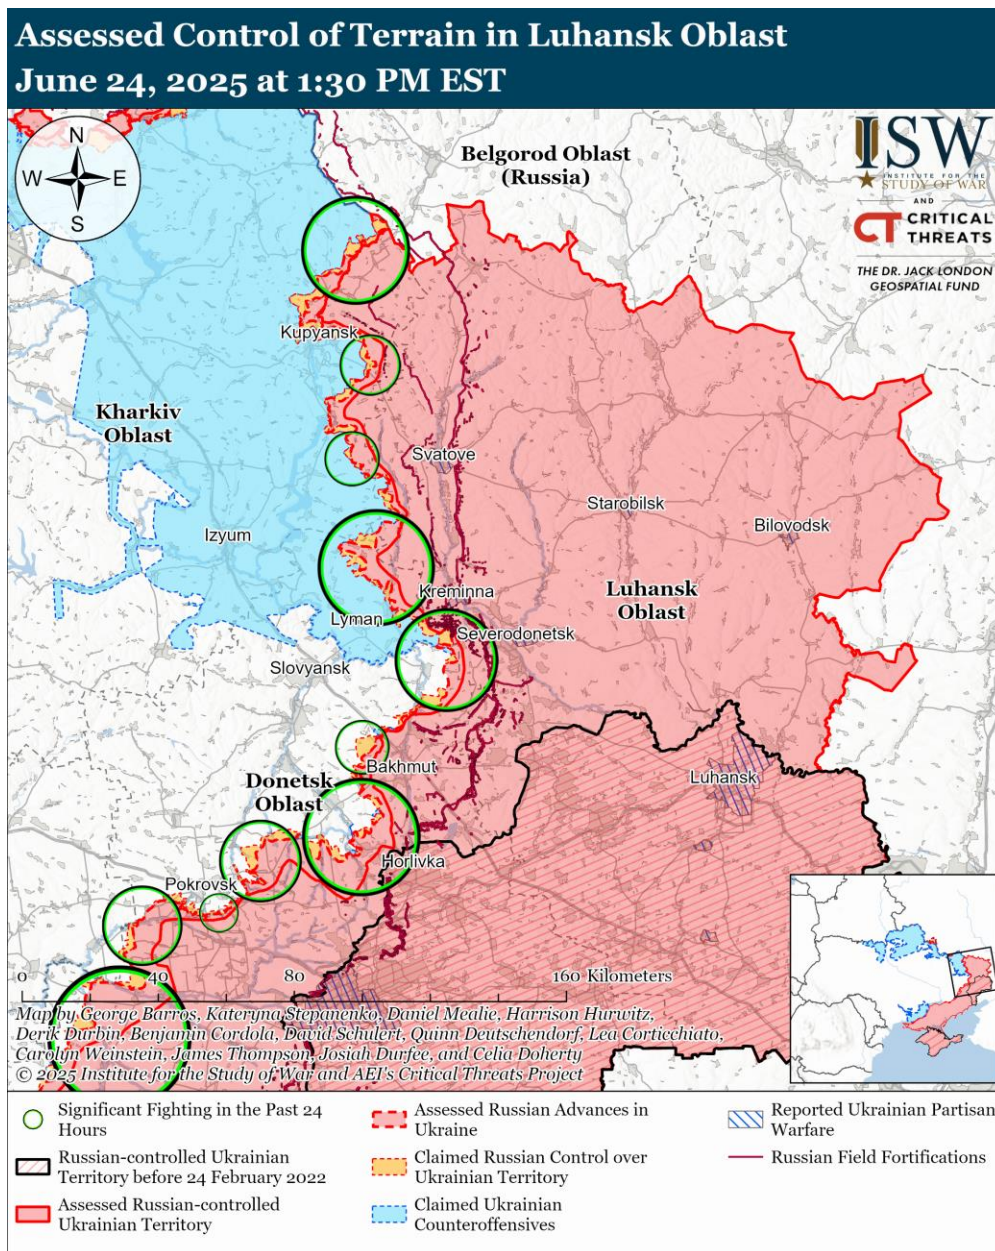 Assessed Control of Terrain in Luhansk Oblast
June 24, 2025 at 1:30 PM EST
N
W E
S
Belgorod Oblast
(Russia)
ISW
INSTITUTE FOR THE
STUDY OF WAR
AND
CT CRITICAL
THREATS
THE DR. JACK LONDON
GEOSPATIAL FUND
Kupyansk
Kharkiv
Oblast
Svatove
Starobilsk
Bilovodsk
Izyum
Kreminna
Luhansk
Oblast
Lyman
Severodonetsk
Slovyansk
Bakhmut
Luhansk
Donetsk
Oblast
Horlivka
Pokrovsk
0 40 80 160 Kilometers
Map by George Barros, Kateryna Stepanenko, Daniel Mealie, Harrison Hurwitz,
Derik Durbin, Benjamin Cordola, David Schulert, Quinn Deutschendorf, Lea Corticchiato,
Carolyn Weinstein, James Thompson, Josiah Durfee, and Celia Doherty
© 2025 Institute for the Study of War and AEI's Critical Threats Project
Significant Fighting in the Past 24
Hours
Russian-controlled Ukrainian
Territory before 24 February 2022
Assessed Russian-controlled
Ukrainian Territory
Assessed Russian Advances in
Ukraine
Claimed Russian Control over
Ukrainian Territory
Claimed Ukrainian
Counteroffensives
Reported Ukrainian Partisan
Warfare
Russian Field Fortifications